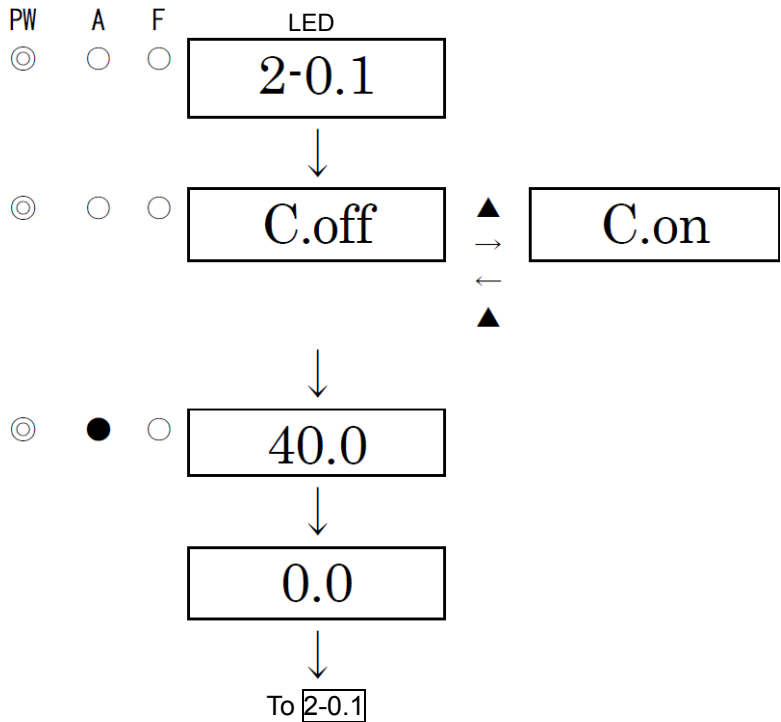 PW A F LED
2-0.1
C.off ▲ → ← ▲ C.on
40.0
0.0
To 2-0.1